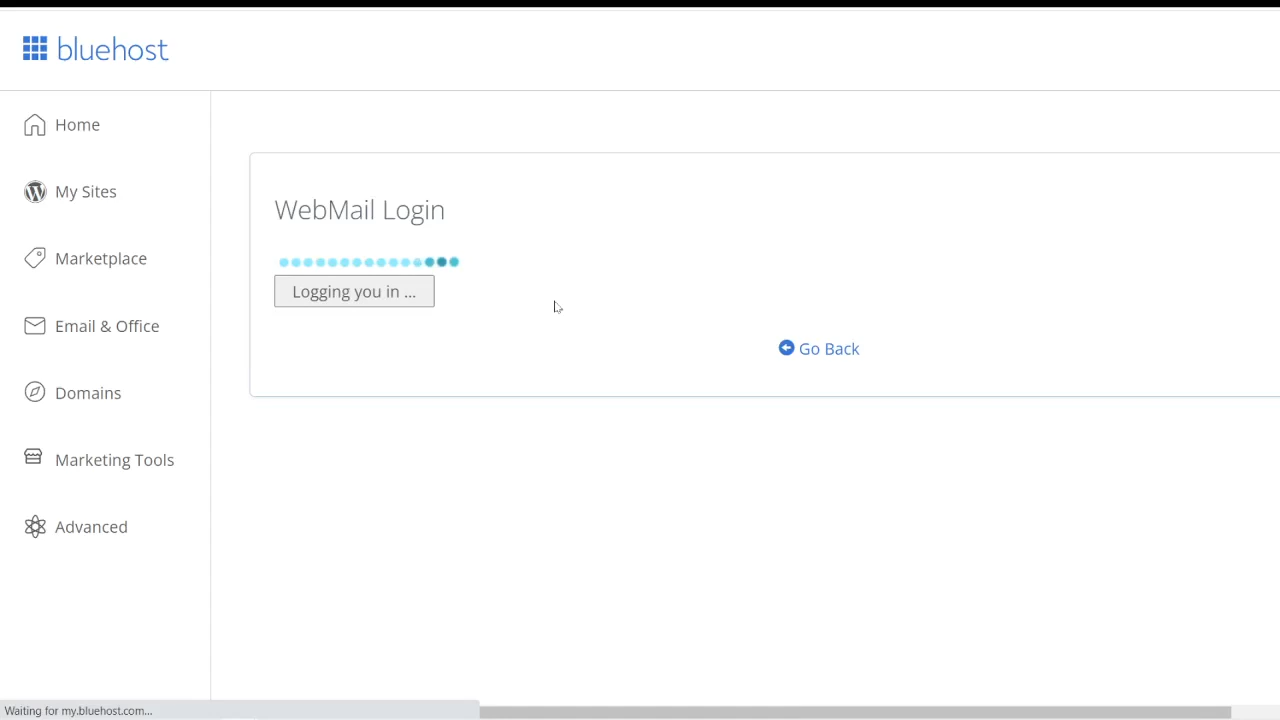 bluehost
Home
My Sites
Marketplace
Email & Office
Domains
Marketing Tools
Advanced
WebMail Login
Logging you in ...
Go Back
Waiting for my.bluehost.com...